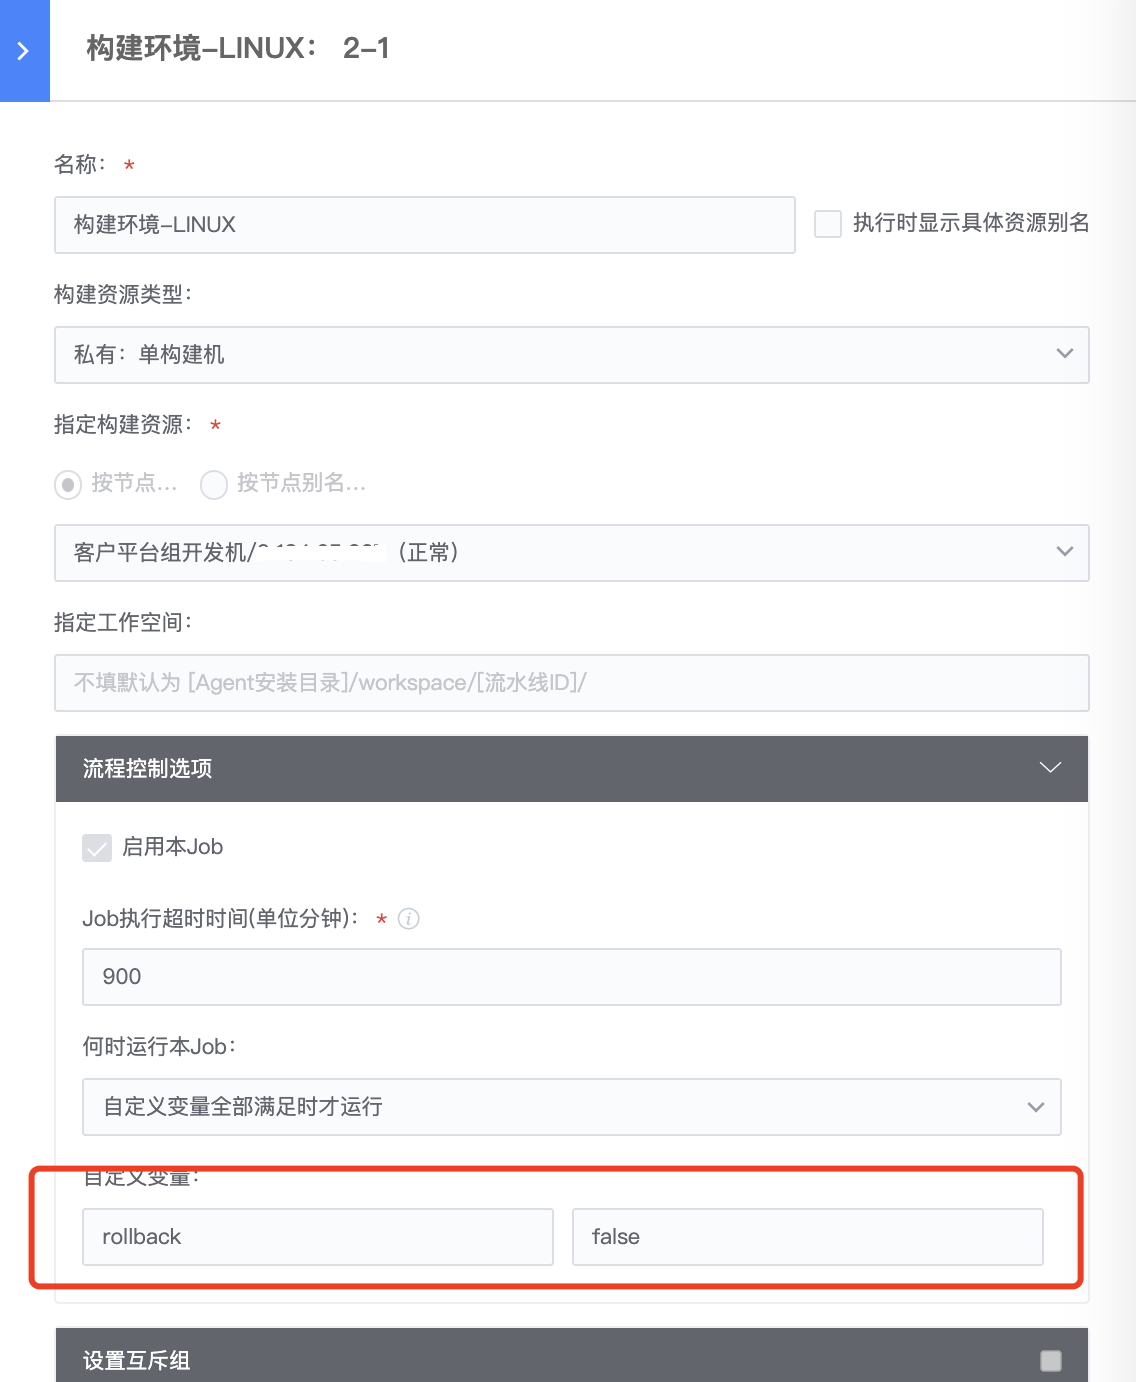 构建环境-LINUX： 2-1
名称： *
构建环境-LINUX
执行时显示具体资源别名
构建资源类型：
私有：单构建机
指定构建资源： *
按节点... 按节点别名...
客户平台组开发机/ （正常）
指定工作空间：
不填默认为 [Agent安装目录]/workspace/[流水线ID]/
流程控制选项
启用本Job
Job执行超时时间(单位分钟)： *
900
何时运行本Job：
自定义变量全部满足时才运行
自定义变量：
rollback false
设置互斥组